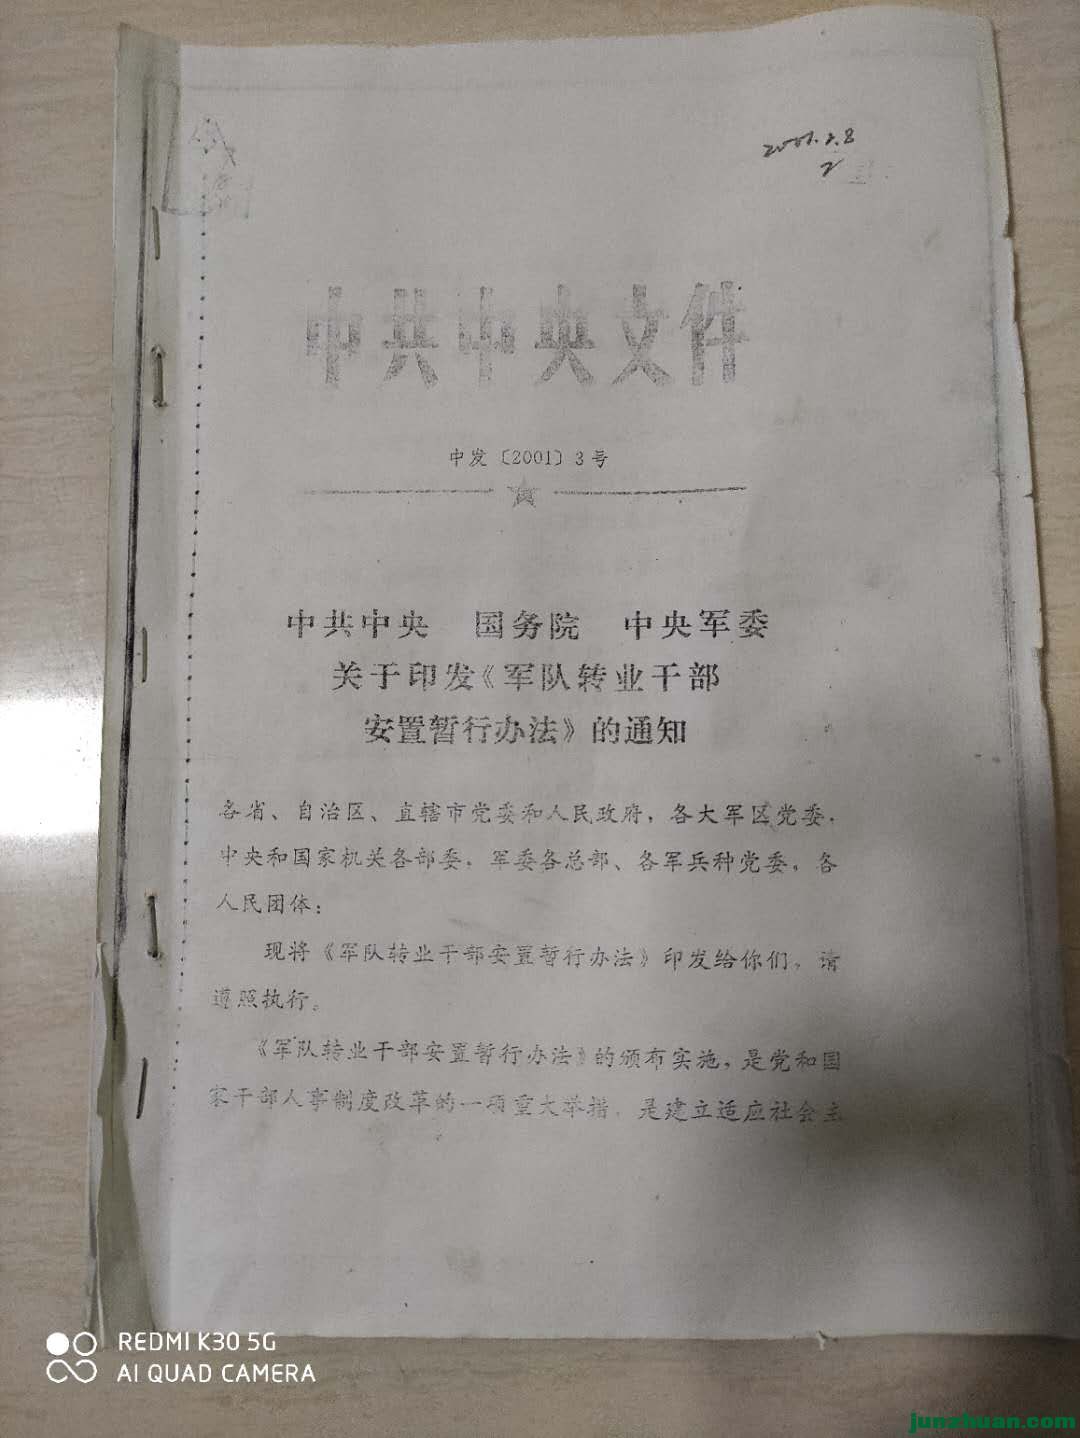 2001.2.8
2
中共中央文件
中发〔2001〕3号
中共中央 国务院 中央军委
关于印发《军队转业干部
安置暂行办法》的通知
各省、自治区、直辖市党委和人民政府，各大军区党委，
中央和国家机关各部委，军委各总部、各军兵种党委，各
人民团体：
现将《军队转业干部安置暂行办法》印发给你们，请
遵照执行。
《军队转业干部安置暂行办法》的颁布实施，是党和国
家干部人事制度改革的一项重大举措，是建立适应社会主
REDMI K30 5G
AI QUAD CAMERA
junzhuan.com